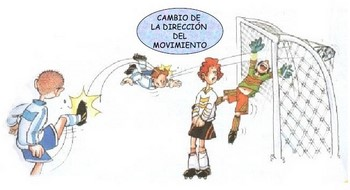 CAMBIO DE
LA DIRECCIÓN
DEL
MOVIMIENTO